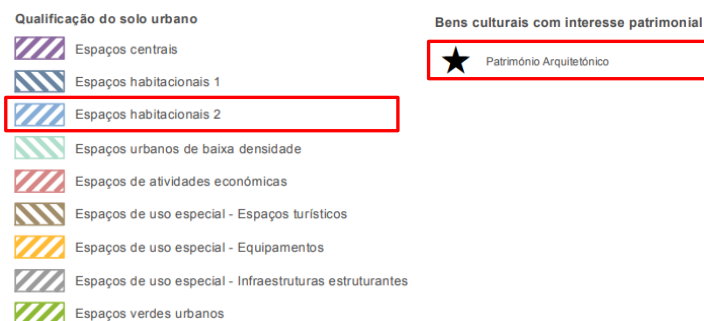 Qualificação do solo urbano
Espaços centrais
Espaços habitacionais 1
Espaços habitacionais 2
Espaços urbanos de baixa densidade
Espaços de atividades económicas
Espaços de uso especial - Espaços turísticos
Espaços de uso especial - Equipamentos
Espaços de uso especial - Infraestruturas estruturantes
Espaços verdes urbanos
Bens culturais com interesse patrimonial
Património Arquitetónico